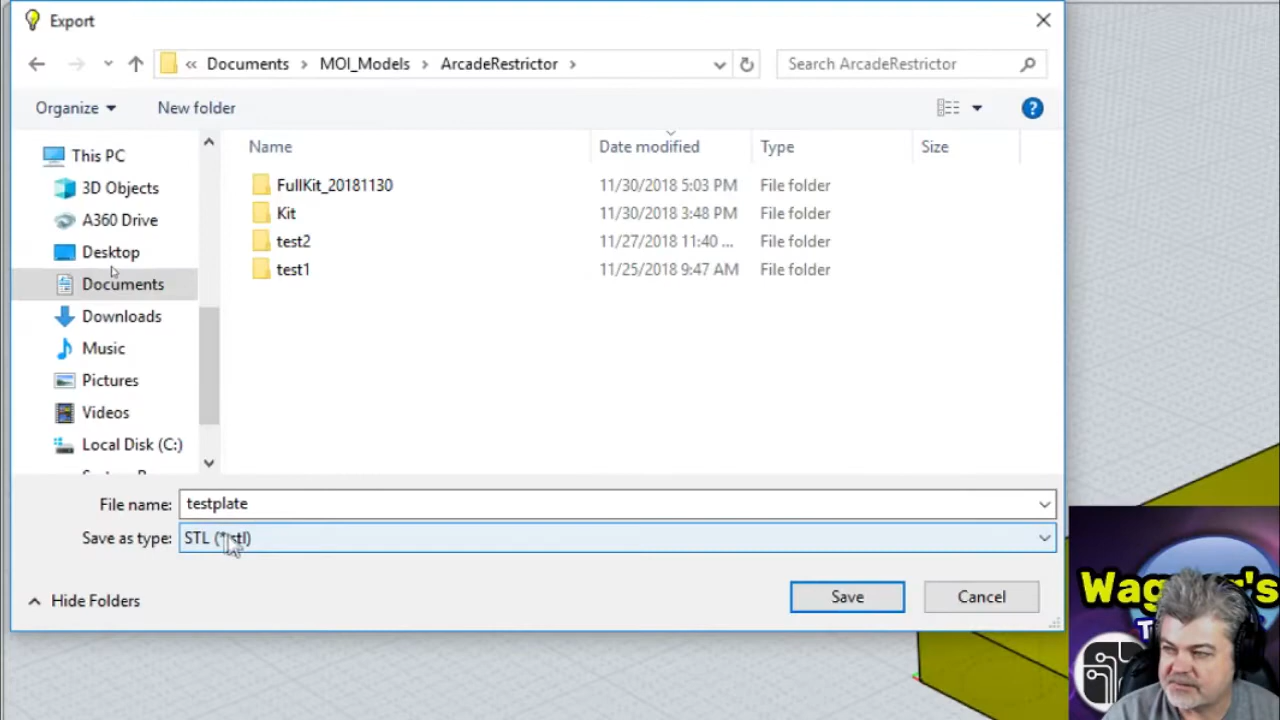 Export
« Documents > MOI_Models > ArcadeRestrictor >
Search ArcadeRestrictor
Organize
New folder
?
Name
Date modified
Type
Size
This PC
3D Objects
A360 Drive
Desktop
Documents
Downloads
Music
Pictures
Videos
Local Disk (C:)
FullKit_20181130 11/30/2018 5:03 PM File folder
Kit 11/30/2018 3:48 PM File folder
test2 11/27/2018 11:40 ... File folder
test1 11/25/2018 9:47 AM File folder
File name: testplate
Save as type: STL (*.stl)
Hide Folders
Save
Cancel